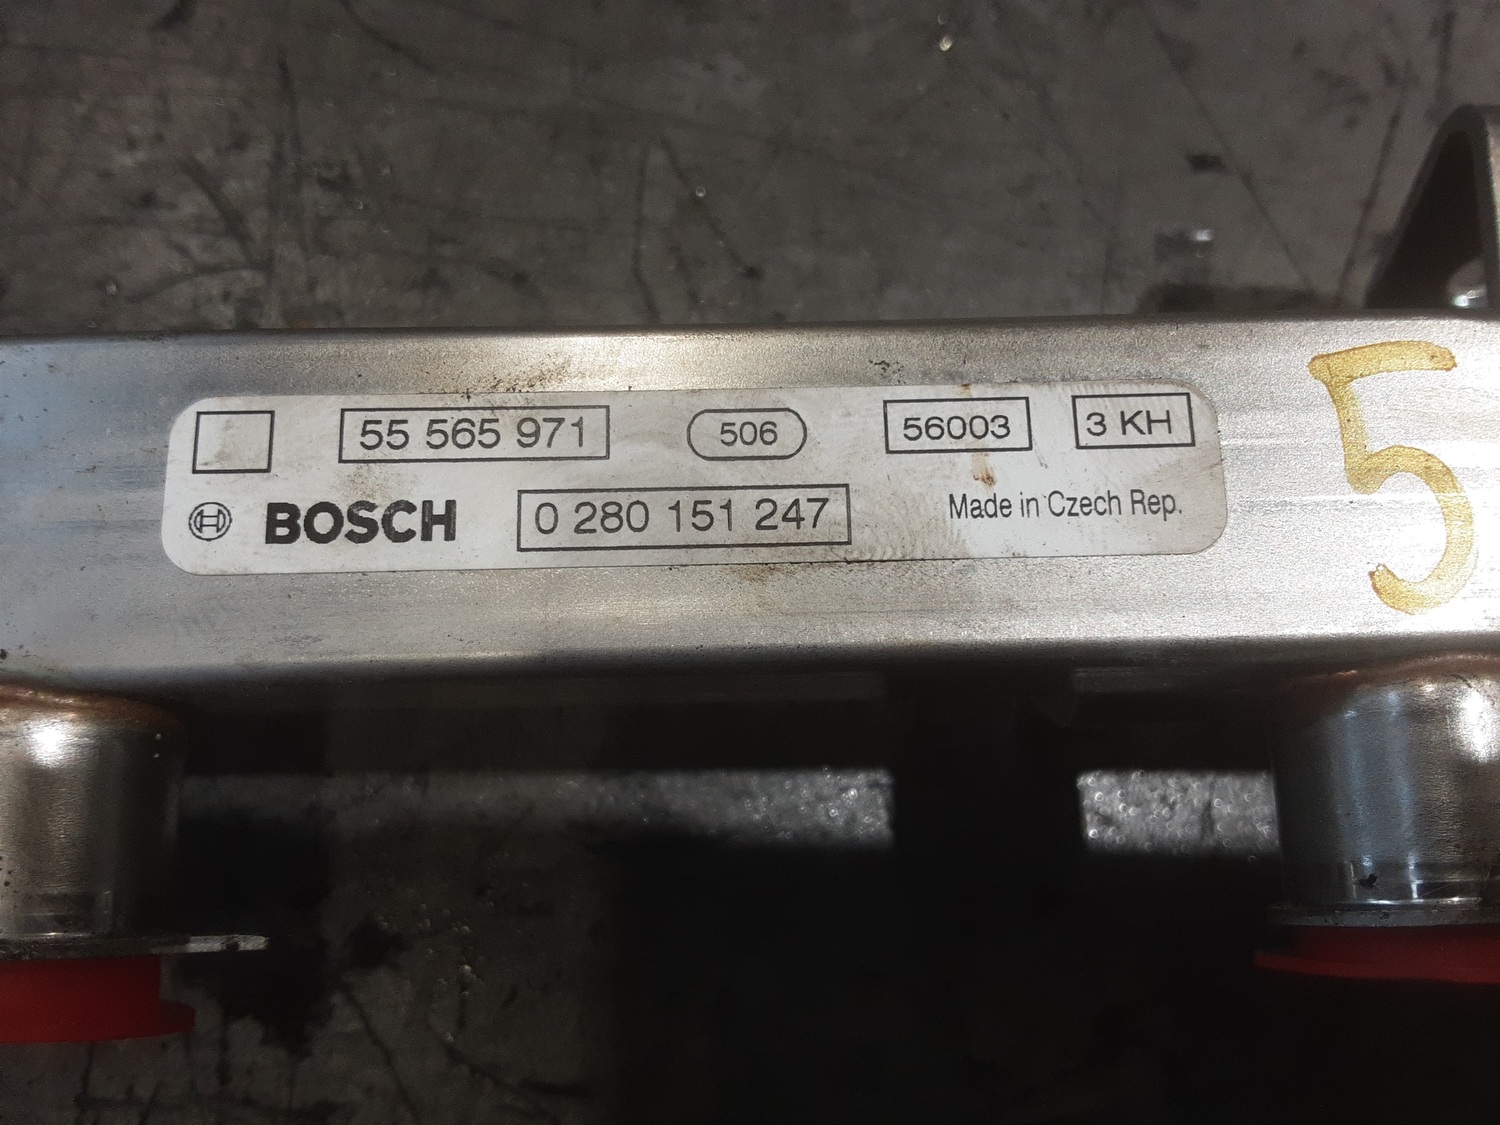 55 565 971 506 56003 3 KH
BOSCH 0 280 151 247 Made in Czech Rep.
5